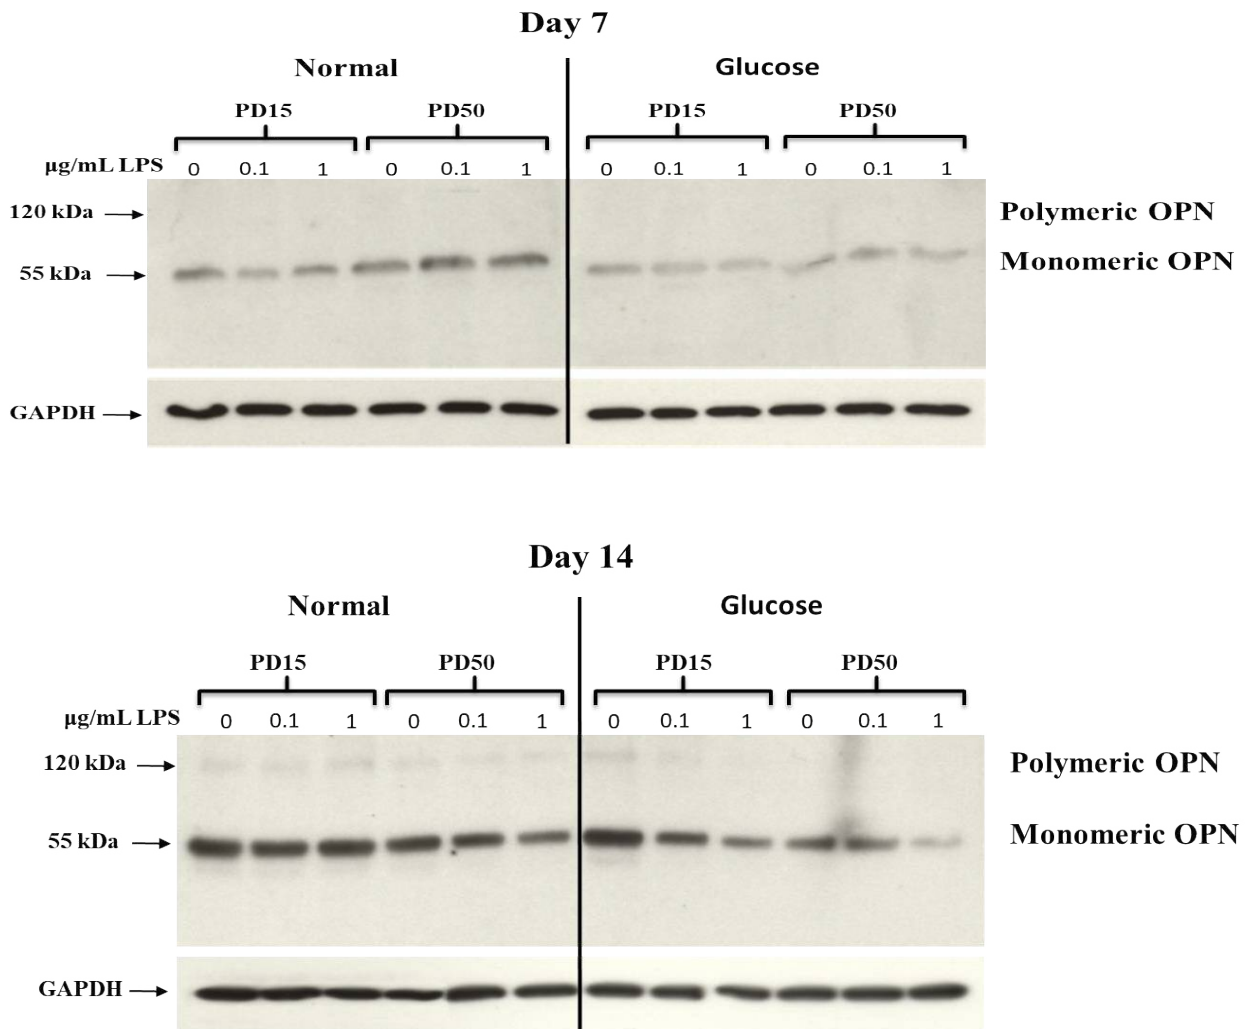 Day 7
Normal Glucose
PD15 PD50 PD15 PD50
µg/mL LPS 0 0.1 1 0 0.1 1 0 0.1 1 0 0.1 1
120 kDa Polymeric OPN
55 kDa Monomeric OPN
GAPDH
Day 14
Normal Glucose
PD15 PD50 PD15 PD50
µg/mL LPS 0 0.1 1 0 0.1 1 0 0.1 1 0 0.1 1
120 kDa Polymeric OPN
55 kDa Monomeric OPN
GAPDH